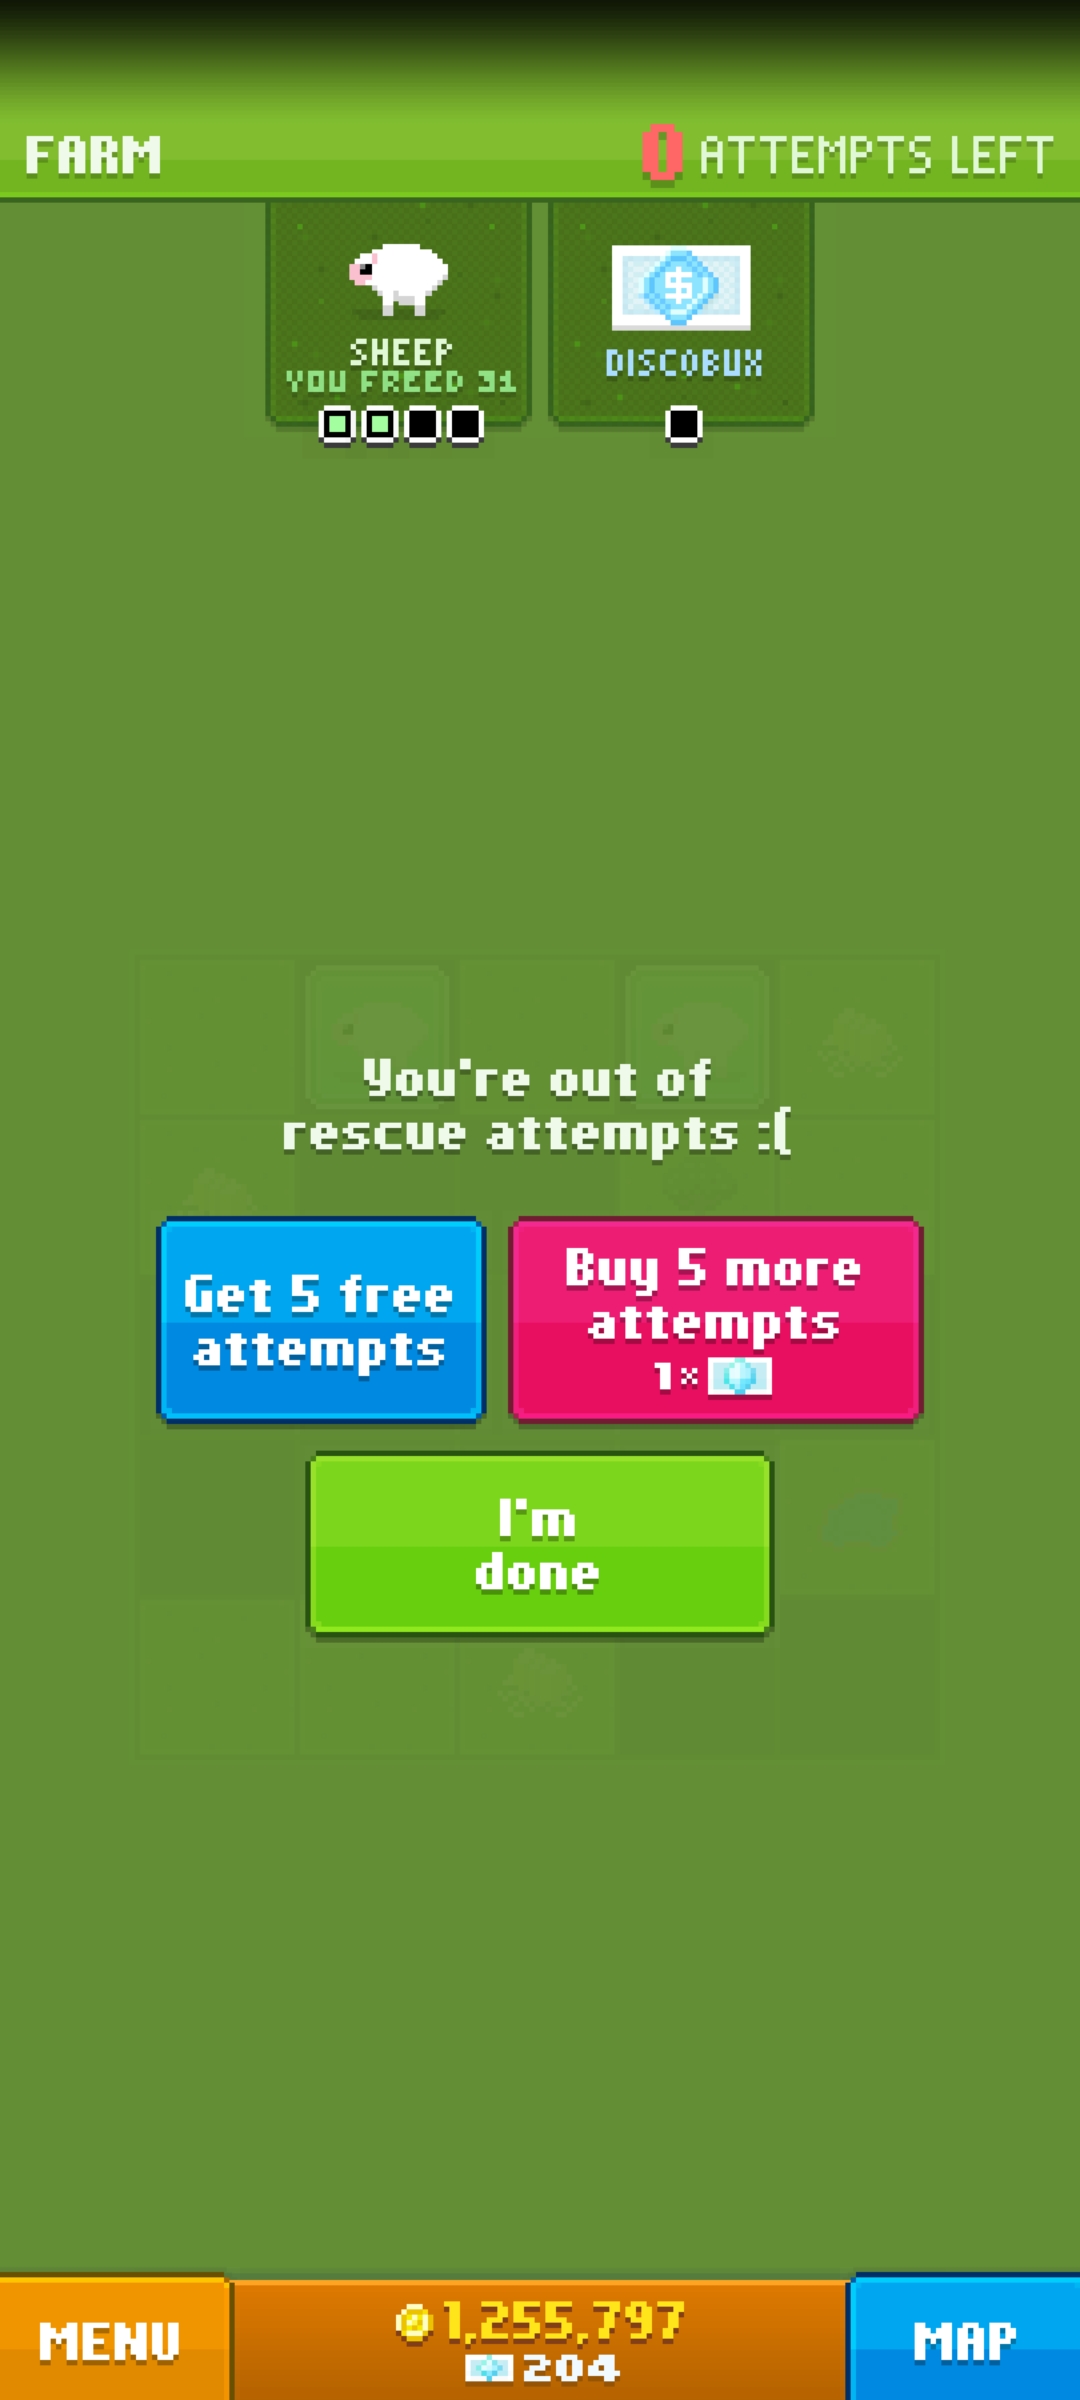 FARM
0 ATTEMPTS LEFT
SHEEP
YOU FREED 31
$
DISCOBUX
You're out of
rescue attempts :(
Get 5 free
attempts
Buy 5 more
attempts
1×
I'm
done
MENU
1,255,797
204
MAP